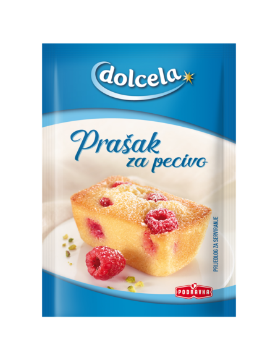 dolcela
Prašak
za pecivo
PRIJEDLOG ZA SERVIRANJE
PODRAVKA